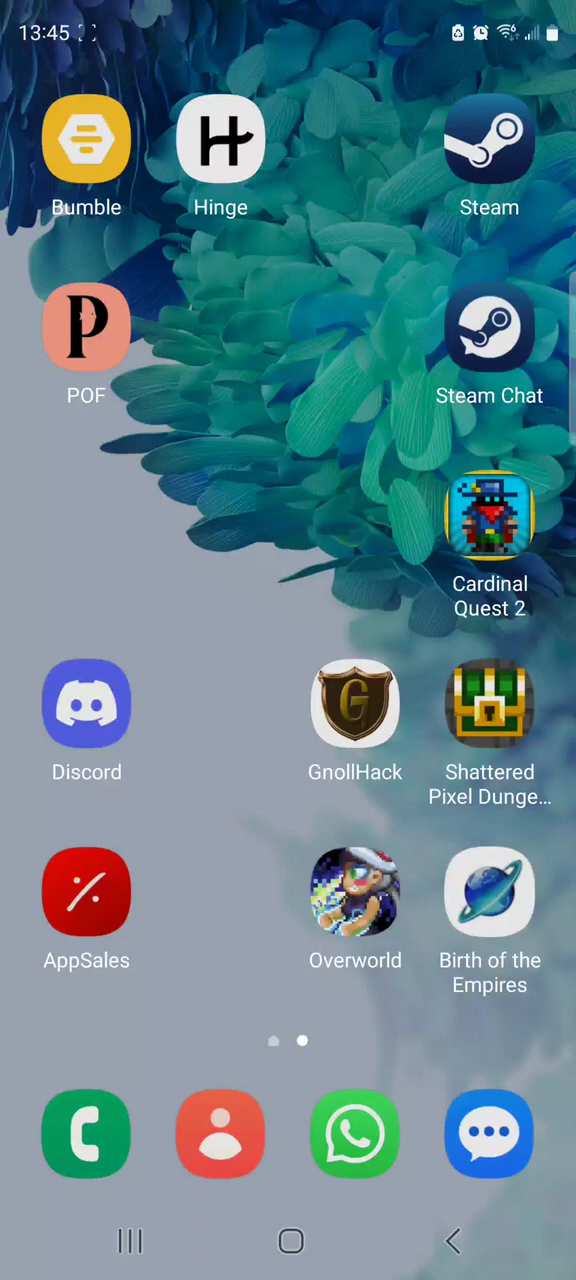 13:45
Bumble
Hinge
Steam
POF
Steam Chat
Cardinal
Quest 2
Discord
GnollHack
Shattered
Pixel Dunge...
AppSales
Overworld
Birth of the
Empires